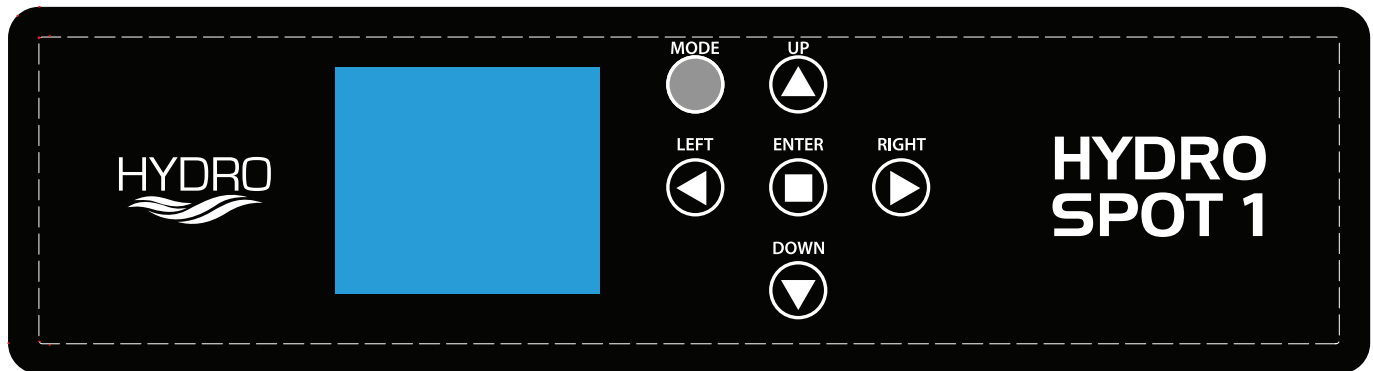 HYDRO
MODE
UP
LEFT
ENTER
RIGHT
DOWN
HYDRO
SPOT 1